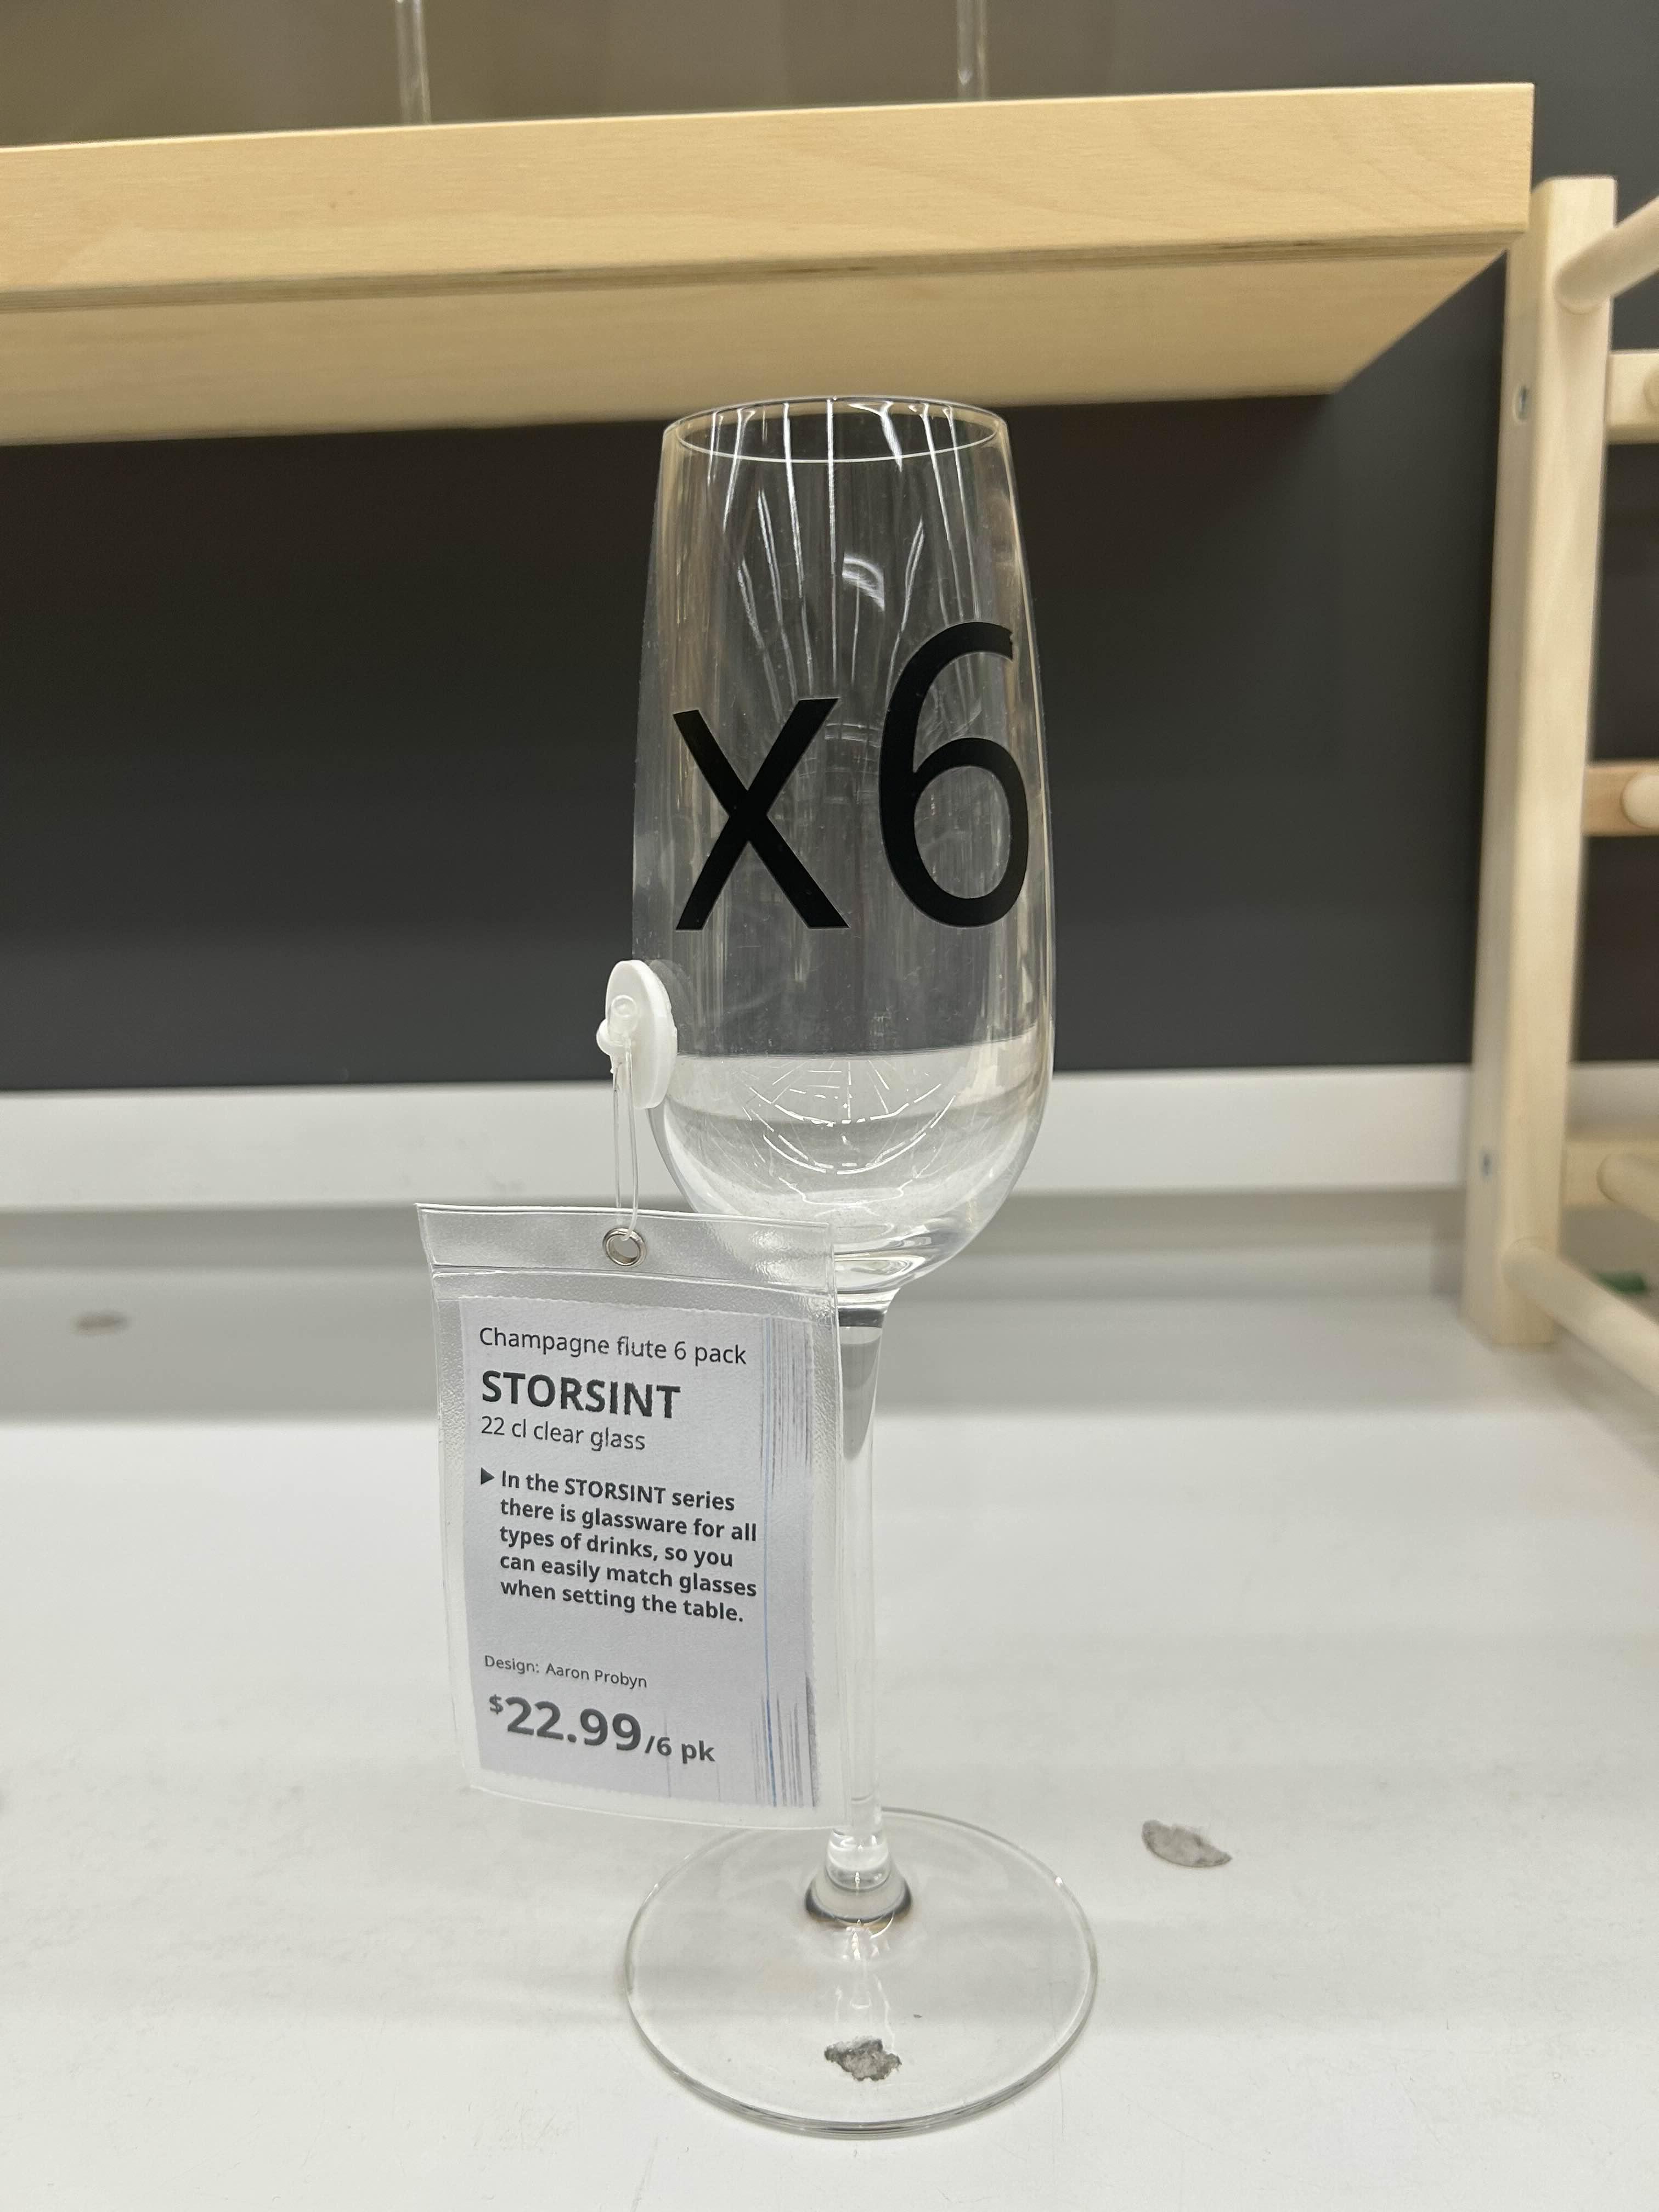 x6
Champagne flute 6 pack
STORSINT
22 cl clear glass
▶ In the STORSINT series
there is glassware for all
types of drinks, so you
can easily match glasses
when setting the table.
Design: Aaron Probyn
$22.99/6 pk